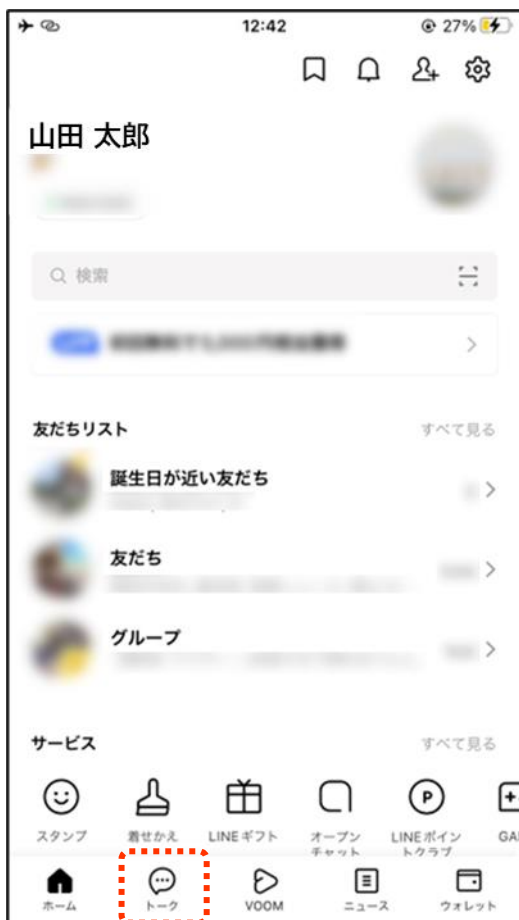 12:42
27%
山田 太郎
検索
友だちリスト
すべて見る
誕生日が近い友だち
友だち
グループ
サービス
すべて見る
スタンプ
着せかえ
LINEギフト
オープン
チャット
LINEポイン
トクラブ
GA
ホーム
トーク
VOOM
ニュース
ウォレット